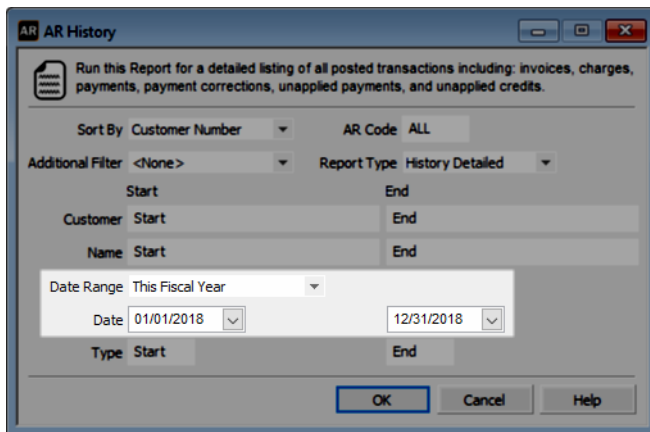 AR AR History
Run this Report for a detailed listing of all posted transactions including: invoices, charges,
payments, payment corrections, unapplied payments, and unapplied credits.
Sort By Customer Number AR Code ALL
Additional Filter <None> Report Type History Detailed
Start End
Customer Start End
Name Start End
Date Range This Fiscal Year
Date 01/01/2018 12/31/2018
Type Start End
OK Cancel Help